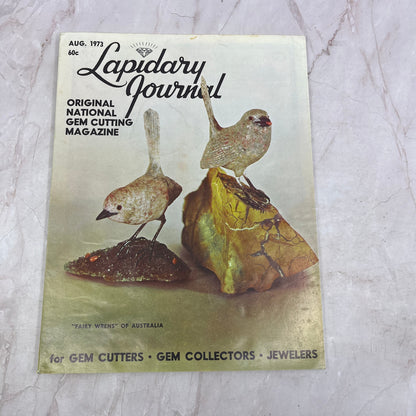 AUG. 1973
60c
Lapidary
Journal
ORIGINAL
NATIONAL
GEM CUTTING
MAGAZINE
"FAIRY WRENS" OF AUSTRALIA
for GEM CUTTERS • GEM COLLECTORS • JEWELERS